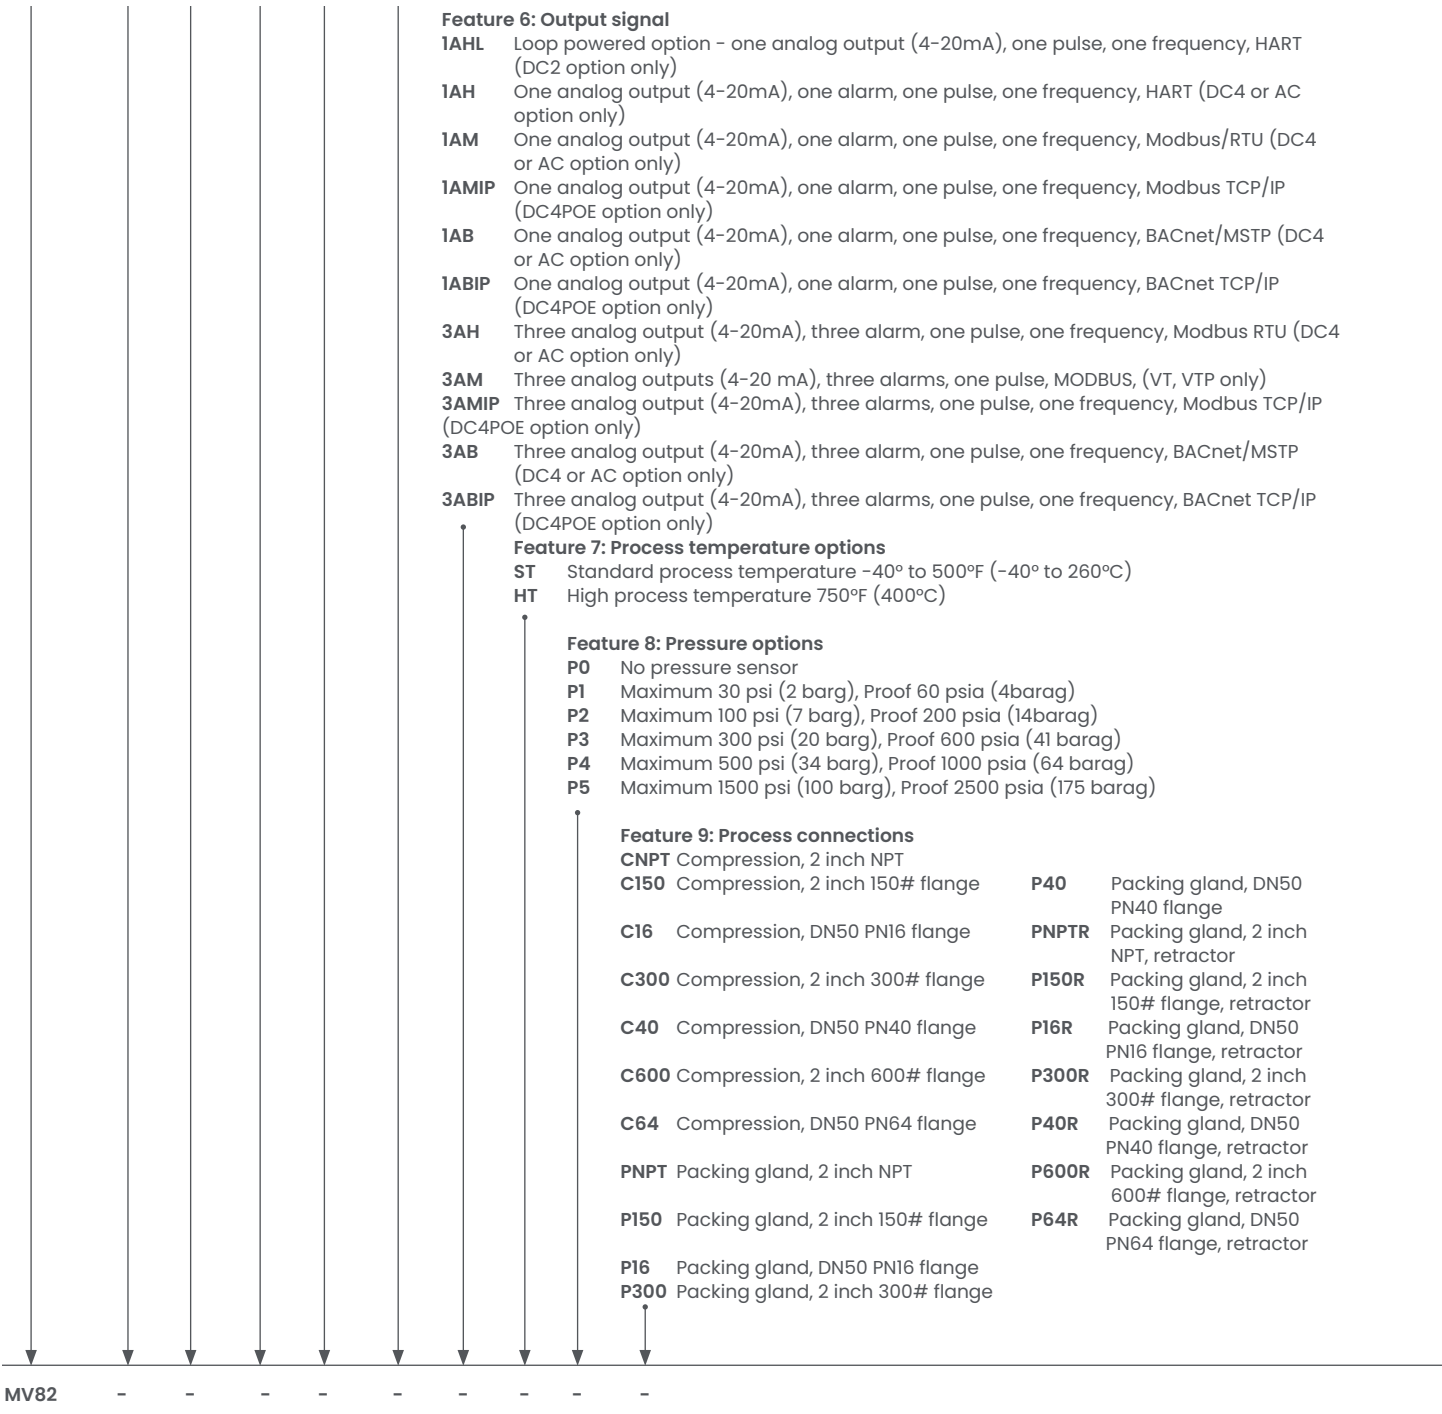 Feature 6: Output signal
1AHL Loop powered option - one analog output (4-20mA), one pulse, one frequency, HART
(DC2 option only)
1AH One analog output (4-20mA), one alarm, one pulse, one frequency, HART (DC4 or AC
option only)
1AM One analog output (4-20mA), one alarm, one pulse, one frequency, Modbus/RTU (DC4
or AC option only)
1AMIP One analog output (4-20mA), one alarm, one pulse, one frequency, Modbus TCP/IP
(DC4POE option only)
1AB One analog output (4-20mA), one alarm, one pulse, one frequency, BACnet/MSTP (DC4
or AC option only)
1ABIP One analog output (4-20mA), one alarm, one pulse, one frequency, BACnet TCP/IP
(DC4POE option only)
3AH Three analog output (4-20mA), three alarm, one pulse, one frequency, Modbus RTU (DC4
or AC option only)
3AM Three analog outputs (4-20 mA), three alarms, one pulse, MODBUS, (VT, VTP only)
3AMIP Three analog output (4-20mA), three alarms, one pulse, one frequency, Modbus TCP/IP
(DC4POE option only)
3AB Three analog output (4-20mA), three alarm, one pulse, one frequency, BACnet/MSTP
(DC4 or AC option only)
3ABIP Three analog output (4-20mA), three alarms, one pulse, one frequency, BACnet TCP/IP
(DC4POE option only)
Feature 7: Process temperature options
ST Standard process temperature -40° to 500°F (-40° to 260°C)
HT High process temperature 750°F (400°C)
Feature 8: Pressure options
P0 No pressure sensor
P1 Maximum 30 psi (2 barg), Proof 60 psia (4barag)
P2 Maximum 100 psi (7 barg), Proof 200 psia (14barag)
P3 Maximum 300 psi (20 barg), Proof 600 psia (41 barag)
P4 Maximum 500 psi (34 barg), Proof 1000 psia (64 barag)
P5 Maximum 1500 psi (100 barg), Proof 2500 psia (175 barag)
Feature 9: Process connections
CNPT Compression, 2 inch NPT
C150 Compression, 2 inch 150# flange
C16 Compression, DN50 PN16 flange
C300 Compression, 2 inch 300# flange
C40 Compression, DN50 PN40 flange
C600 Compression, 2 inch 600# flange
C64 Compression, DN50 PN64 flange
PNPT Packing gland, 2 inch NPT
P150 Packing gland, 2 inch 150# flange
P16 Packing gland, DN50 PN16 flange
P300 Packing gland, 2 inch 300# flange
P40 Packing gland, DN50
PN40 flange
PNPTR Packing gland, 2 inch
NPT, retractor
P150R Packing gland, 2 inch
150# flange, retractor
P16R Packing gland, DN50
PN16 flange, retractor
P300R Packing gland, 2 inch
300# flange, retractor
P40R Packing gland, DN50
PN40 flange, retractor
P600R Packing gland, 2 inch
600# flange, retractor
P64R Packing gland, DN50
PN64 flange, retractor
MV82 - - - - - - - - -